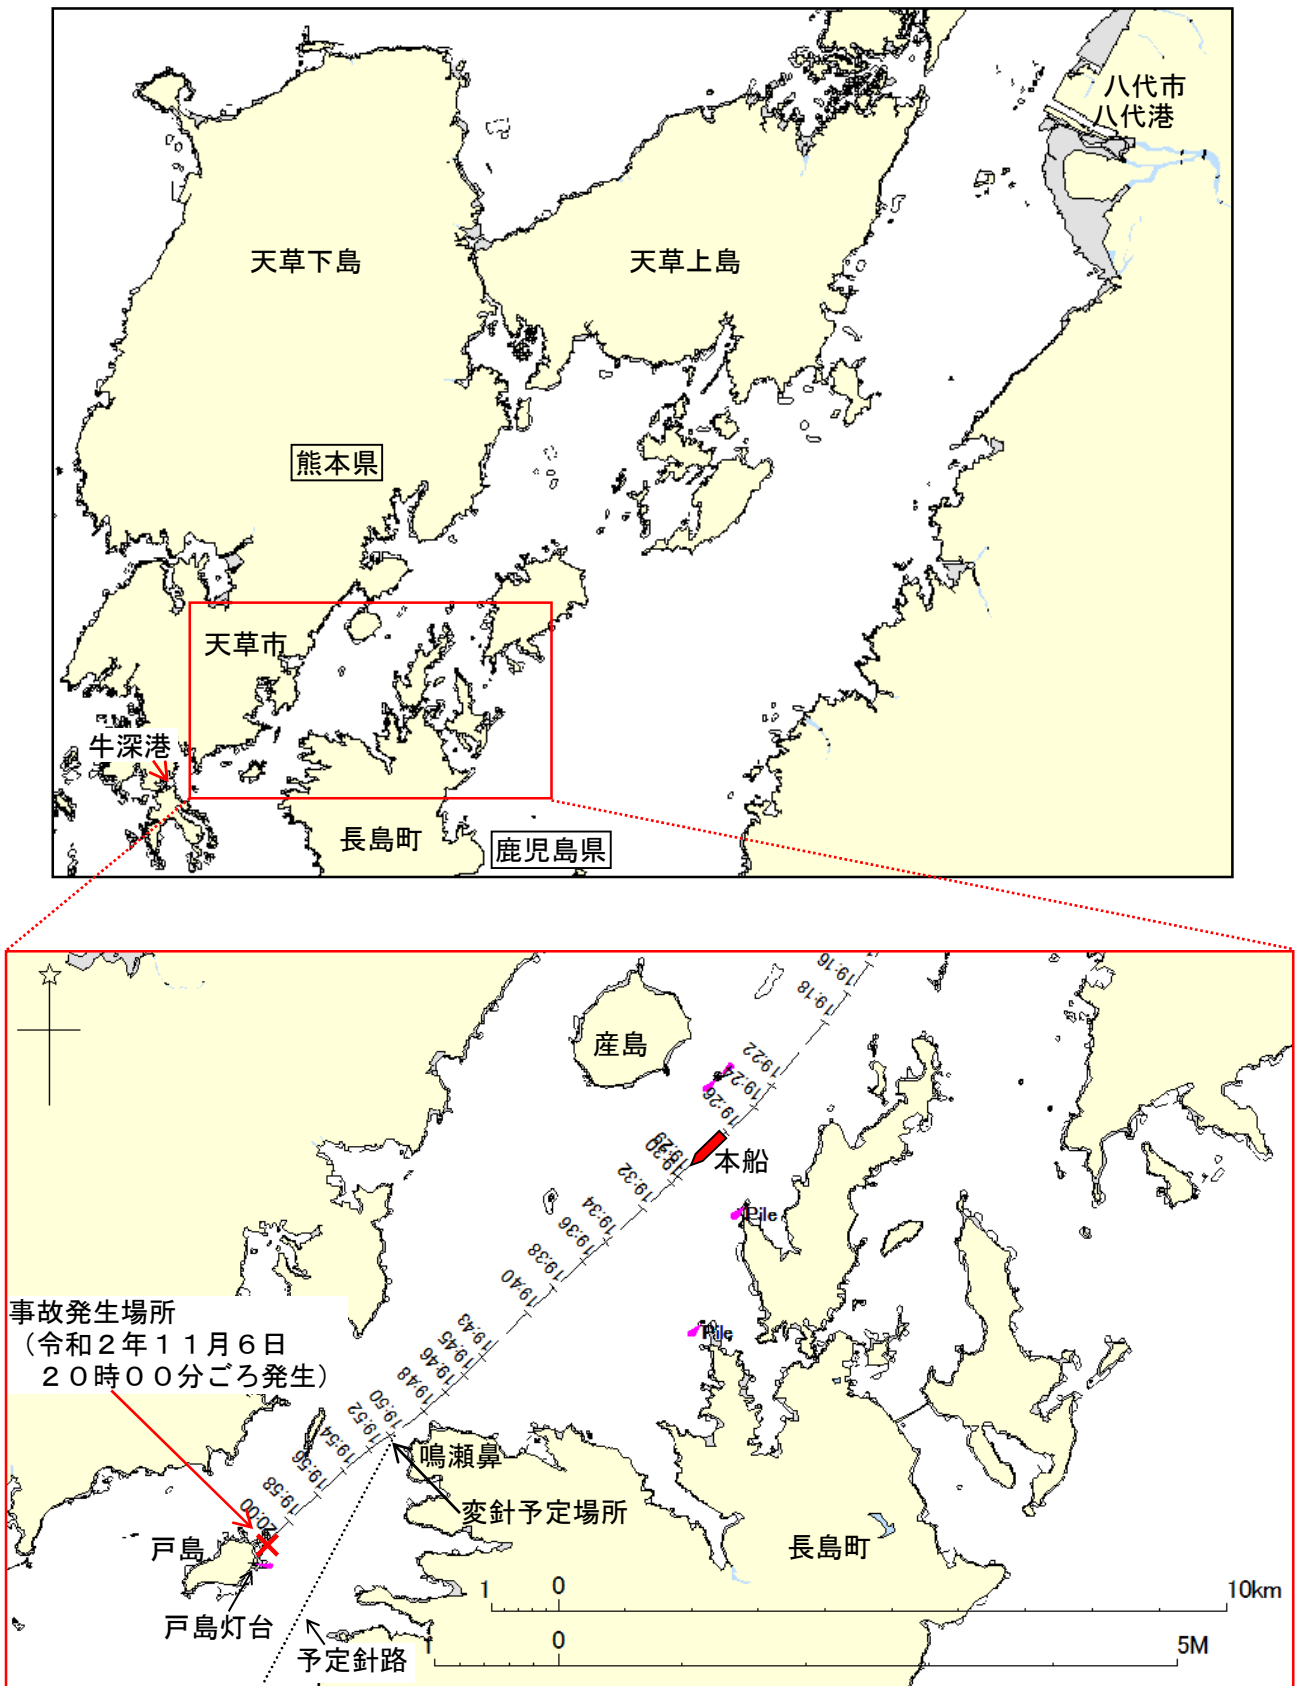 八代市
八代港
天草下島
天草上島
熊本県
天草市
牛深港
長島町
鹿児島県
19:16
19:18
産島
19:22
19:24
19:26
本船
19:29
19:30
19:32
Pile
19:34
19:36
19:38
19:40
事故発生場所
（令和２年１１月６日
２０時００分ごろ発生）
19:43
Pile
19:45
19:46
19:48
19:50
19:52
19:54
鳴瀬鼻
19:56
19:58
変針予定場所
20:00
戸島
長島町
1 0 10km
戸島灯台
予定針路
1 0 5M